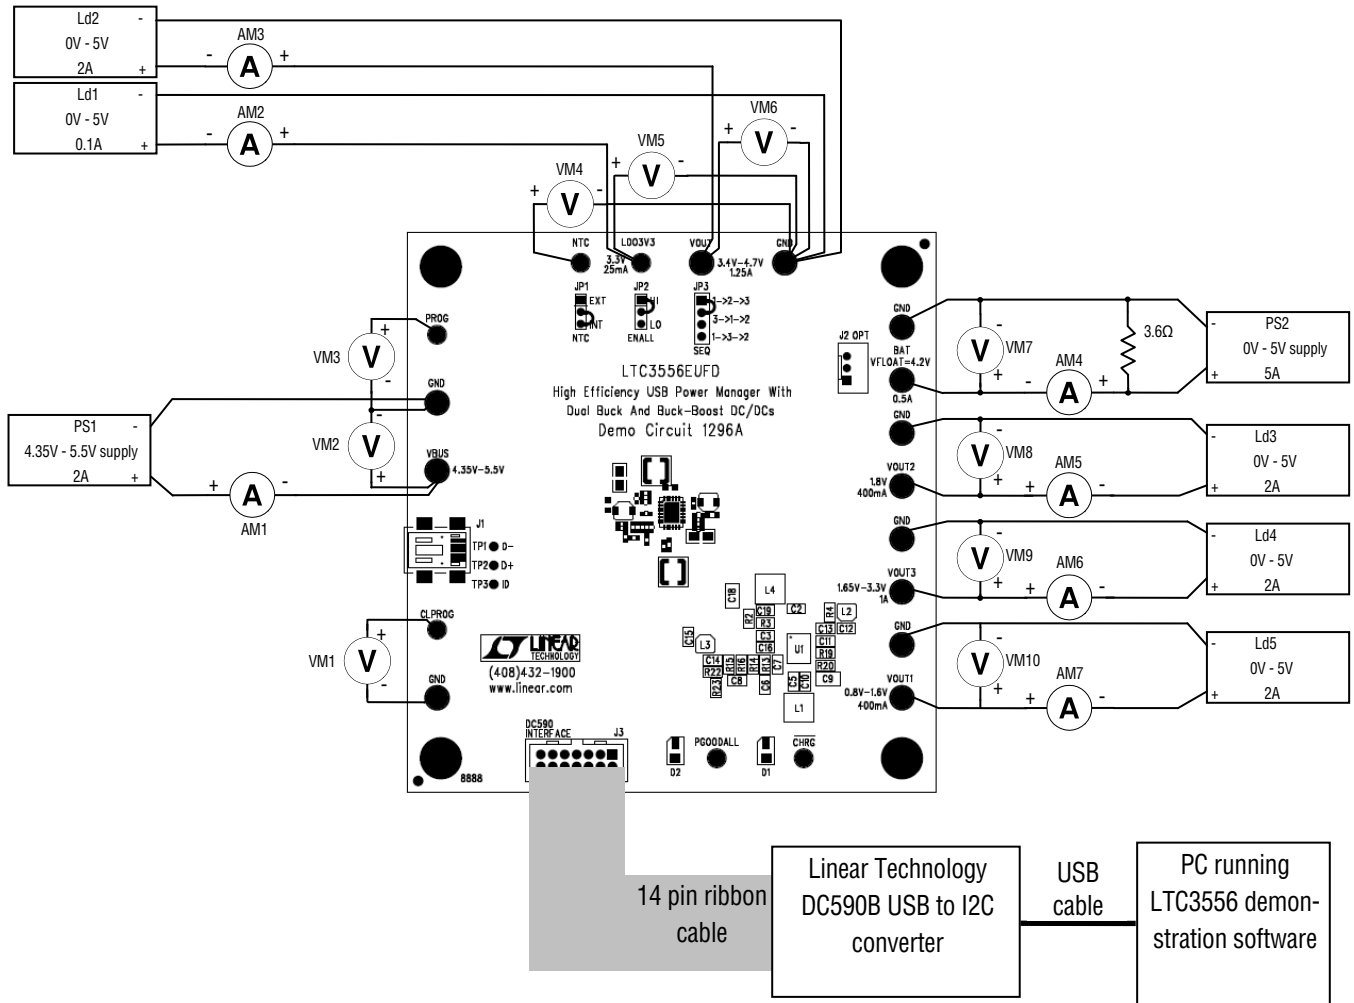 Ld2 -
0V - 5V
2A +
- AM3 +
A
Ld1 -
0V - 5V
0.1A +
- AM2 +
A
VM6
+ V -
VM5
+ V -
VM4
+ V -
NTC
LDO3V3
3.3V
25mA
VOUT
3.4V-4.7V
1.25A
GND
JP1
EXT
INT
NTC
JP2
HI
LO
ENALL
JP3
1->2->3
3->1->2
1->3->2
SEQ
LTC3556EUFD
High Efficiency USB Power Manager With
Dual Buck And Buck-Boost DC/DCs
Demo Circuit 1296A
PROG
+
VM3 V
-
GND
-
VM2 V
+
VBUS
4.35V-5.5V
PS1 -
4.35V - 5.5V supply
2A +
+ A -
AM1
J1
TP1 D-
TP2 D+
TP3 ID
CLPROG
+
VM1 V
-
GND
LINEAR
TECHNOLOGY
(408)432-1900
www.linear.com
DC590
INTERFACE
J3
8888
D2
PGOODALL
D1
CHRG
GND
J2 OPT
BAT
VFLOAT=4.2V
0.5A
-
V VM7
+
- AM4 +
A
3.6Ω
- PS2
0V - 5V supply
+ 5A
GND
VOUT2
1.8V
400mA
-
V VM8
+
+ AM5 -
A
- Ld3
0V - 5V
+ 2A
GND
VOUT3
1.65V-3.3V
1A
-
V VM9
+
+ AM6 -
A
- Ld4
0V - 5V
+ 2A
GND
VOUT1
0.8V-1.6V
400mA
-
V VM10
+
+ AM7 -
A
- Ld5
0V - 5V
+ 2A
C18
L4
R2
C19
R3
C3
C16
C2
R4
L2
C13
C12
C11
R19
R20
C9
U1
C15
L3
C14
R22
R23
R15
R16
R14
R13
C7
C8
C6
C5
C10
L1
14 pin ribbon
cable
Linear Technology
DC590B USB to I2C
converter
USB
cable
PC running
LTC3556 demon-
stration software